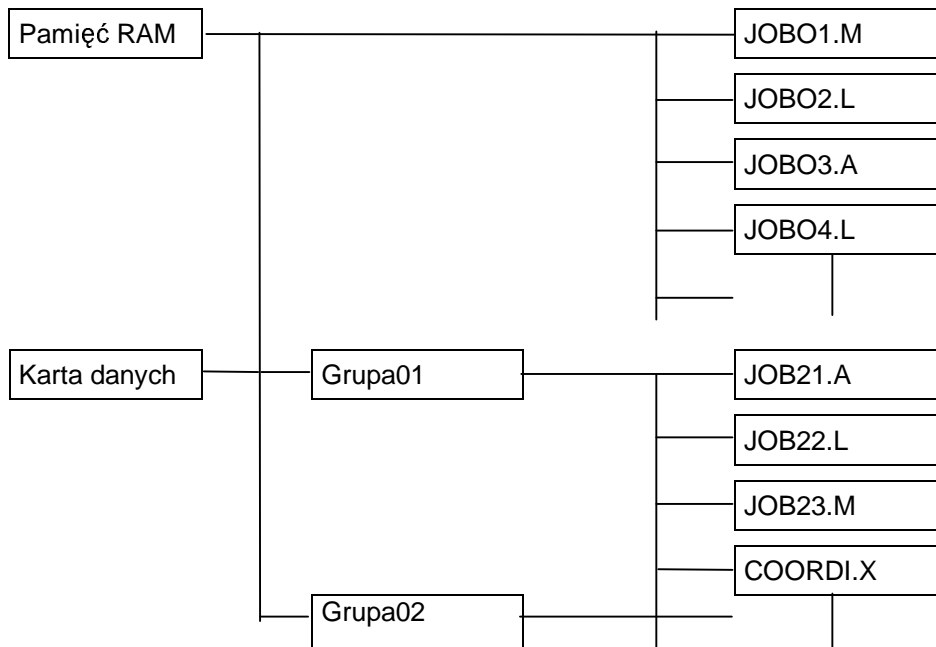 Pamięć RAM
JOBO1.M
JOBO2.L
JOBO3.A
JOBO4.L
Karta danych
Grupa01
JOB21.A
JOB22.L
JOB23.M
COORDI.X
Grupa02